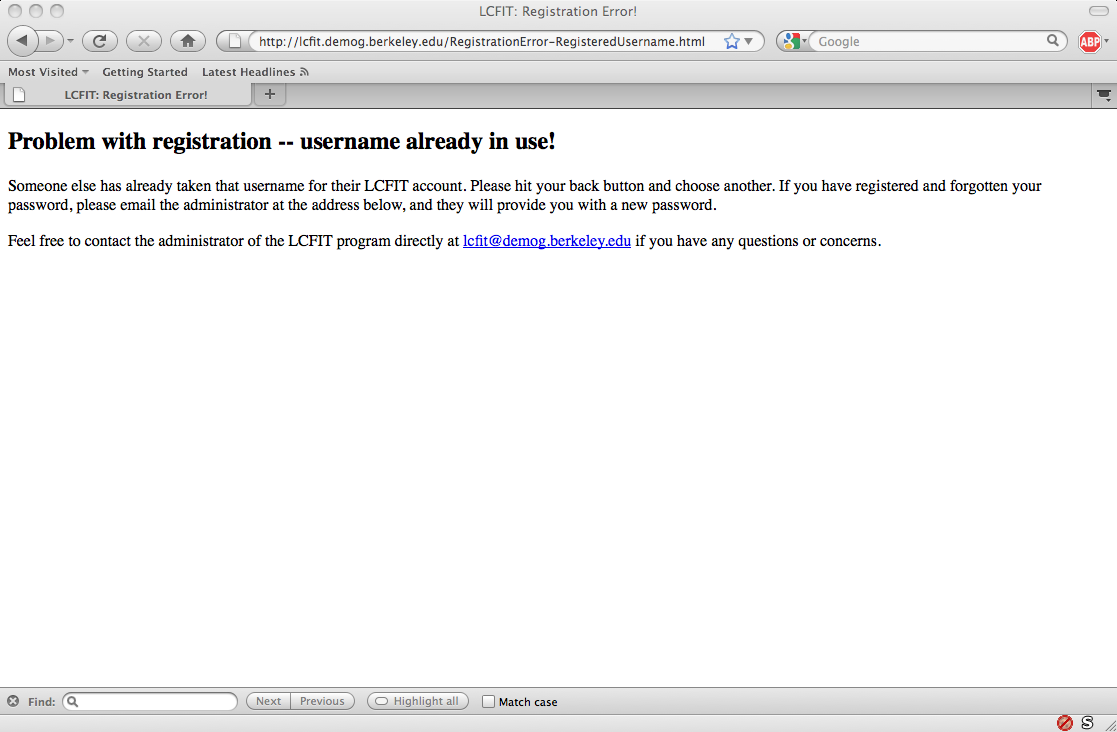 LCFIT: Registration Error!
http://lcfit.demog.berkeley.edu/RegistrationError-RegisteredUsername.html
Google
ABP
Most Visited
Getting Started
Latest Headlines
LCFIT: Registration Error!
Problem with registration -- username already in use!
Someone else has already taken that username for their LCFIT account. Please hit your back button and choose another. If you have registered and forgotten your
password, please email the administrator at the address below, and they will provide you with a new password.
Feel free to contact the administrator of the LCFIT program directly at lcfit@demog.berkeley.edu if you have any questions or concerns.
Find:
Next
Previous
Highlight all
Match case
S